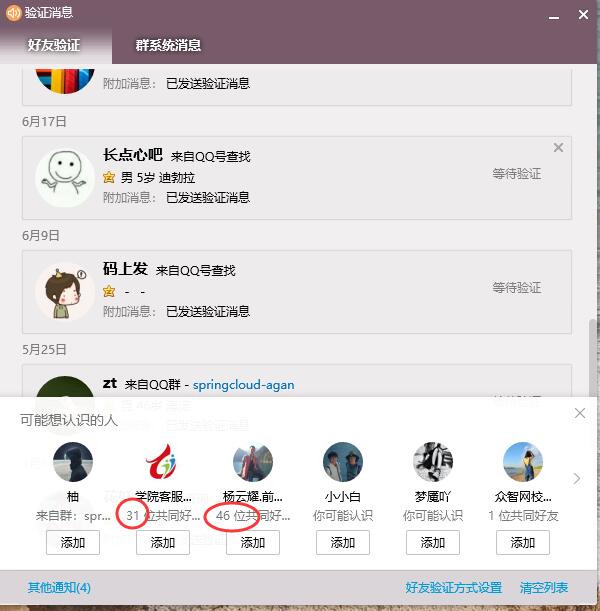 验证消息
好友验证
群系统消息
附加消息： 已发送验证消息
6月17日
长点心吧 来自QQ号查找
男 5岁 迪勃拉
等待验证
附加消息： 已发送验证消息
6月9日
码上发 来自QQ号查找
- -
等待验证
附加消息： 已发送验证消息
5月25日
zt 来自QQ群 - springcloud-agan
可能想认识的人
柚
学院客服...
杨云耀.前...
小小白
梦魇吖
众智网校...
来自群：spr...
31 位共同好...
46 位共同好...
你可能认识
你可能认识
1 位共同好友
添加
添加
添加
添加
添加
添加
其他通知(4)
好友验证方式设置
清空列表